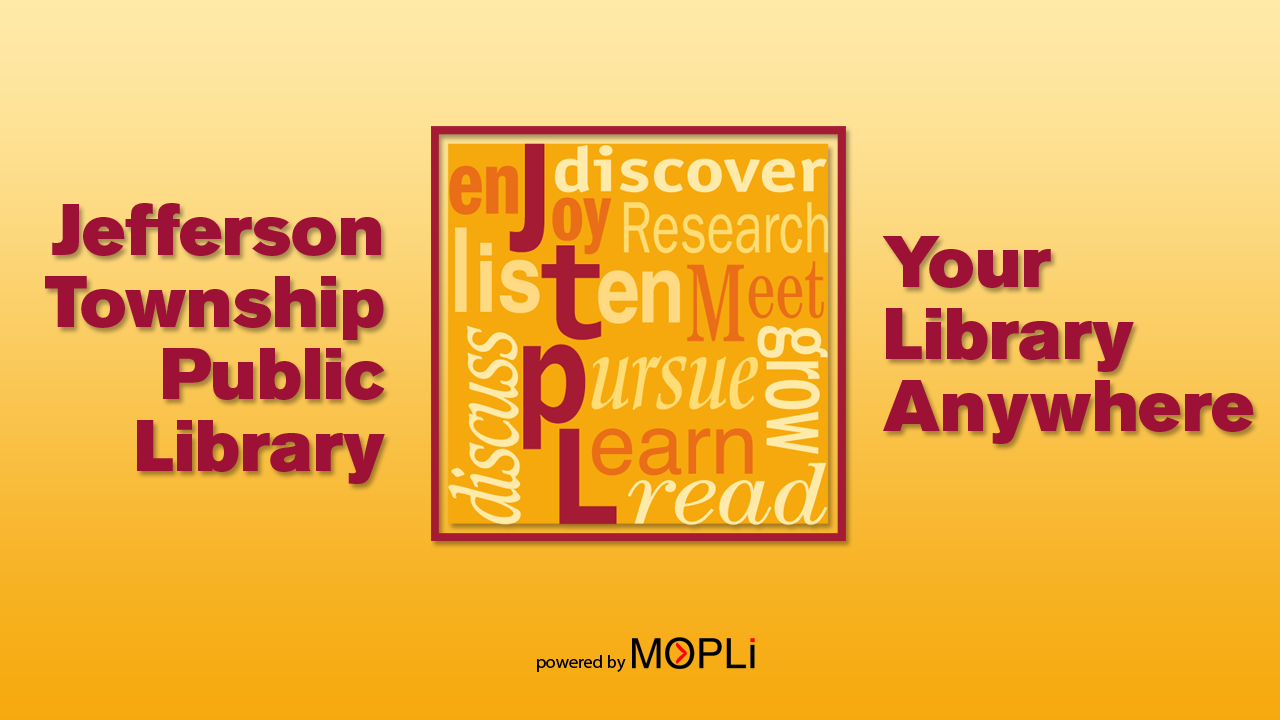 Jefferson
Township
Public
Library
enJoy
discover
Research
listen
Meet
discuss
pursue
grow
Learn
read
Your
Library
Anywhere
powered by MOPLi